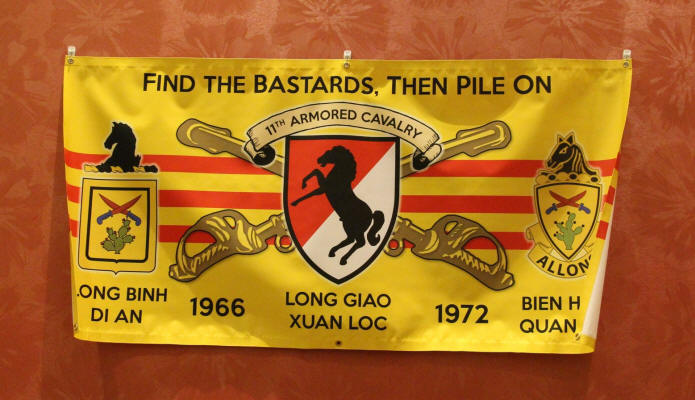 FIND THE BASTARDS, THEN PILE ON
11TH ARMORED CAVALRY
ALLON
ONG BINH
DI AN
1966
LONG GIAO
XUAN LOC
1972
BIEN H
QUAN